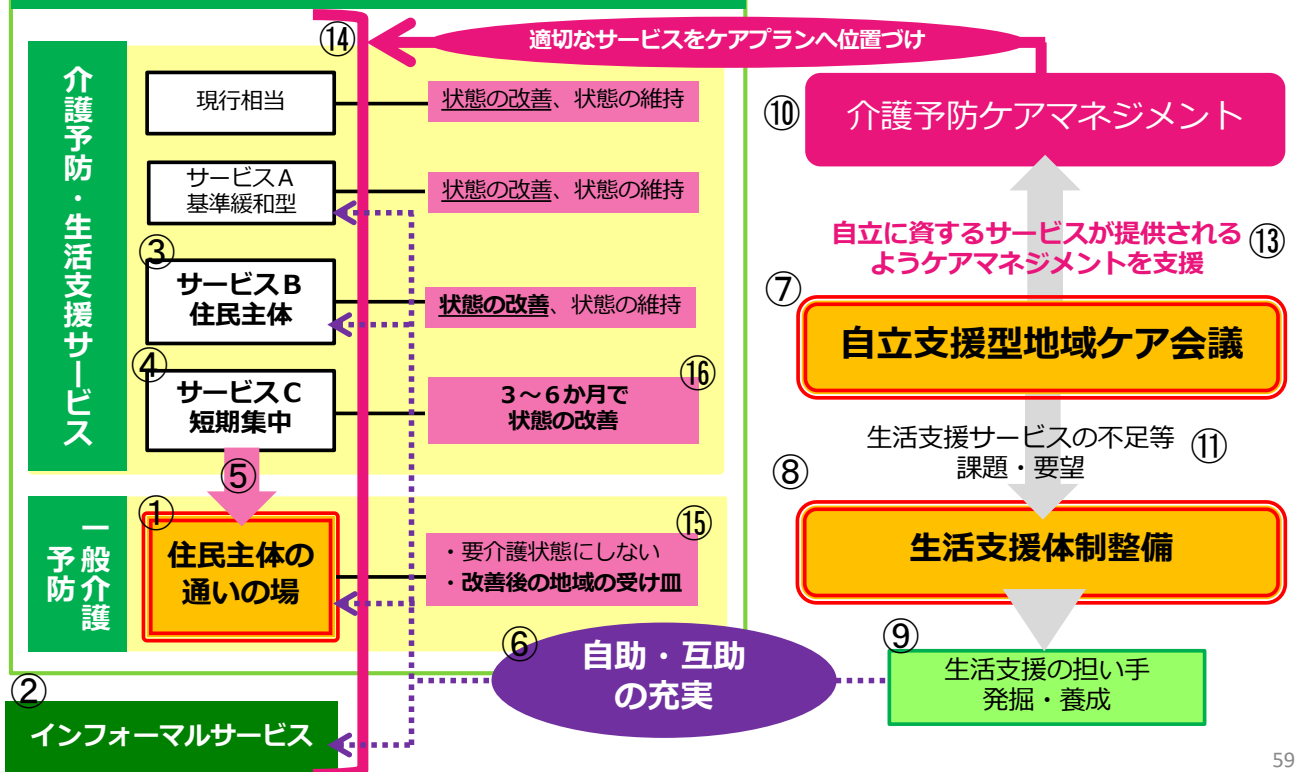 ⑭
適切なサービスをケアプランへ位置づけ
介護予防・生活支援サービス
現行相当
状態の改善、状態の維持
⑩
介護予防ケアマネジメント
サービスA
基準緩和型
状態の改善、状態の維持
自立に資するサービスが提供される
ようケアマネジメントを支援
⑬
③
サービスB
住民主体
状態の改善、状態の維持
⑦
自立支援型地域ケア会議
④
サービスC
短期集中
⑯
3～6か月で
状態の改善
生活支援サービスの不足等
課題・要望
⑪
⑤
⑧
生活支援体制整備
一般介護
予防
①
住民主体の
通いの場
⑮
・要介護状態にしない
・改善後の地域の受け皿
⑥
自助・互助
の充実
⑨
生活支援の担い手
発掘・養成
②
インフォーマルサービス
59